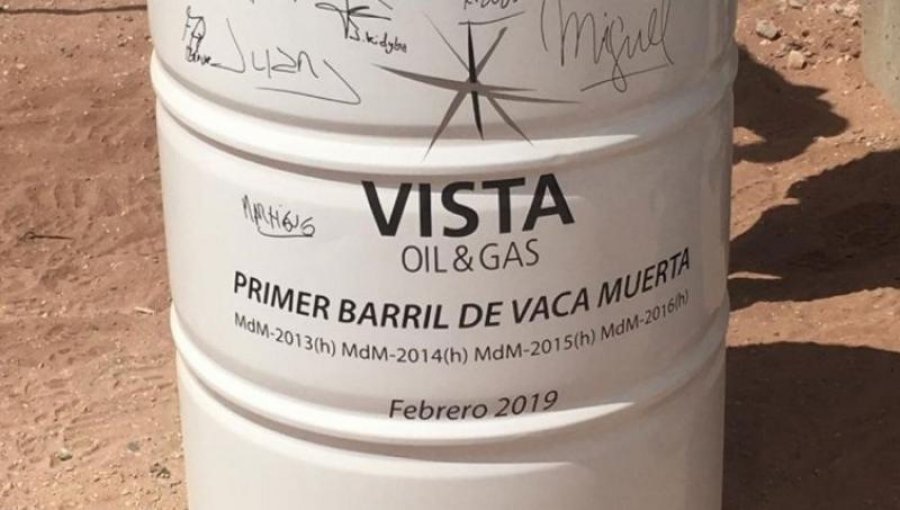 Juan
Miguel
VISTA
OIL & GAS
PRIMER BARRIL DE VACA MUERTA
MdM-2013(h) MdM-2014(h) MdM-2015(h) MdM-2016(h)
Febrero 2019